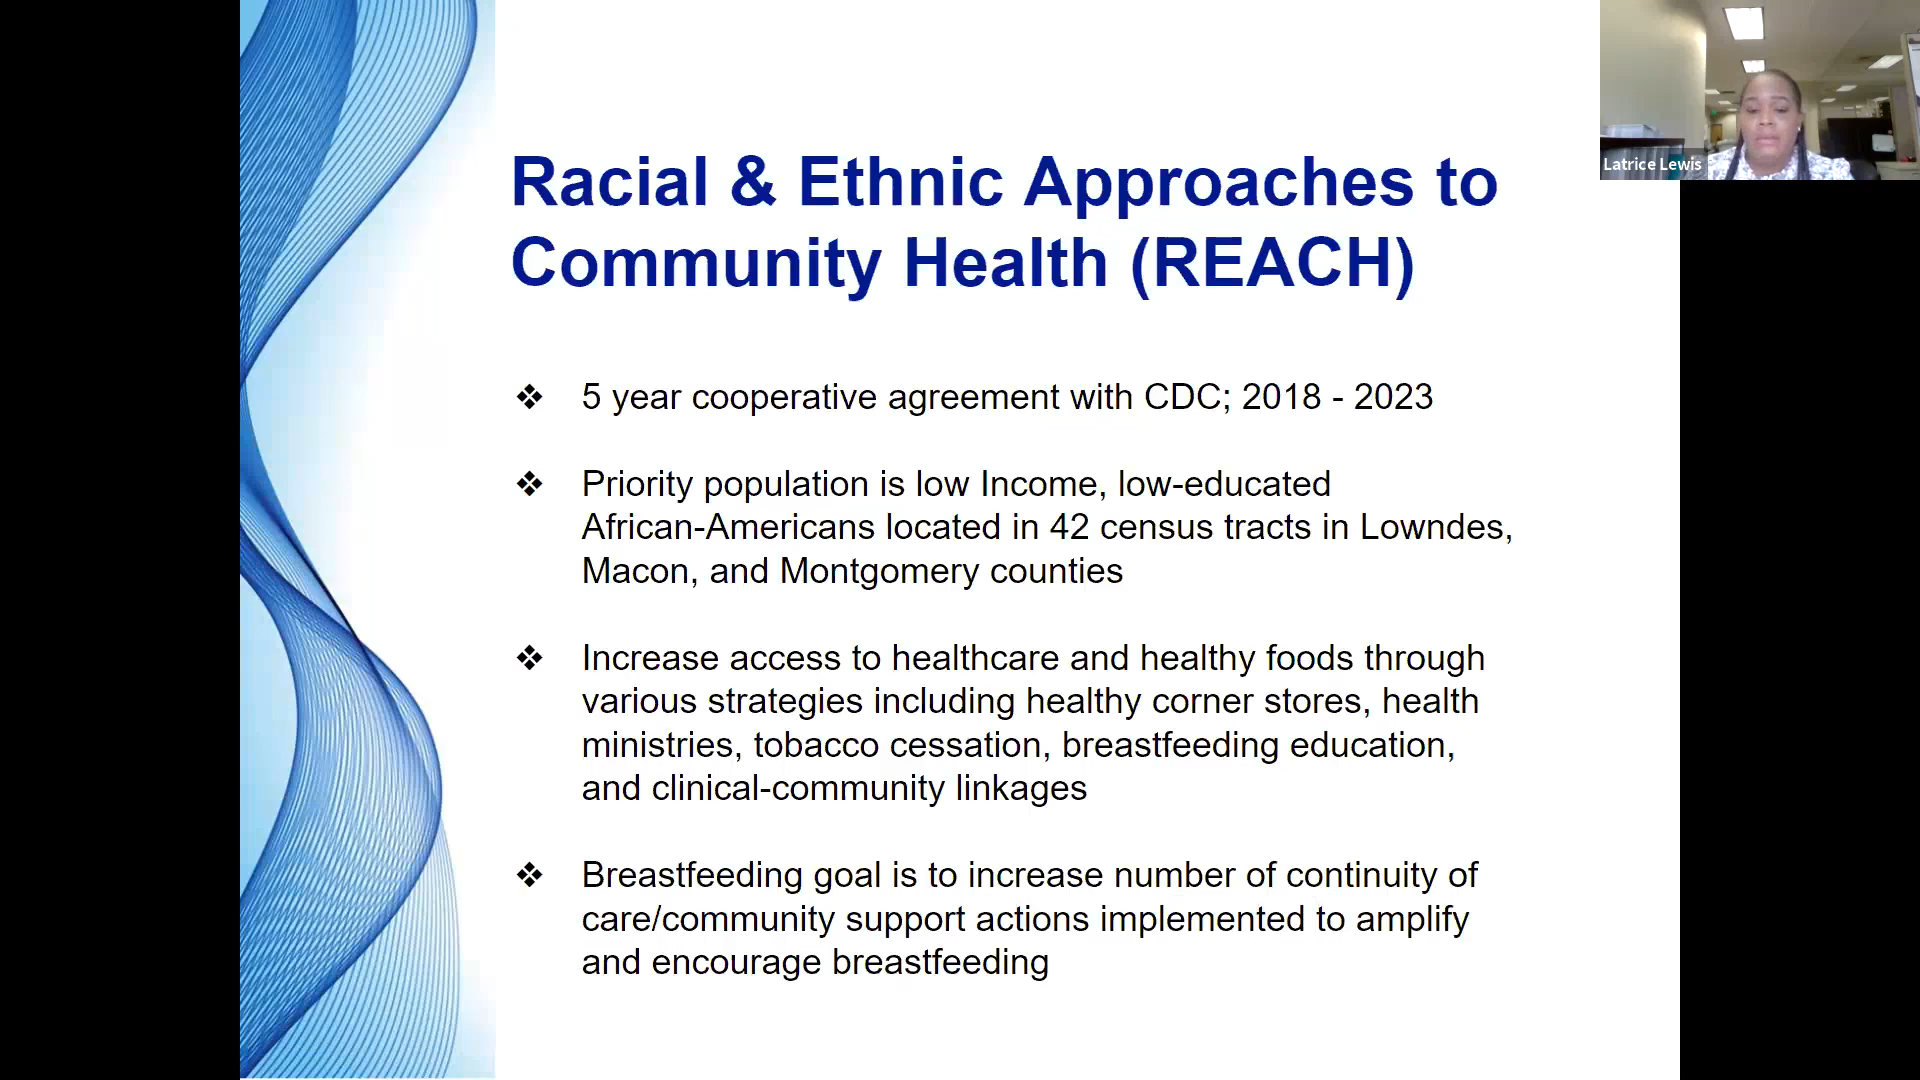 Racial & Ethnic Approaches to
Community Health (REACH)
❖ 5 year cooperative agreement with CDC; 2018 - 2023
❖ Priority population is low Income, low-educated
African-Americans located in 42 census tracts in Lowndes,
Macon, and Montgomery counties
❖ Increase access to healthcare and healthy foods through
various strategies including healthy corner stores, health
ministries, tobacco cessation, breastfeeding education,
and clinical-community linkages
❖ Breastfeeding goal is to increase number of continuity of
care/community support actions implemented to amplify
and encourage breastfeeding
Latrice Lewis